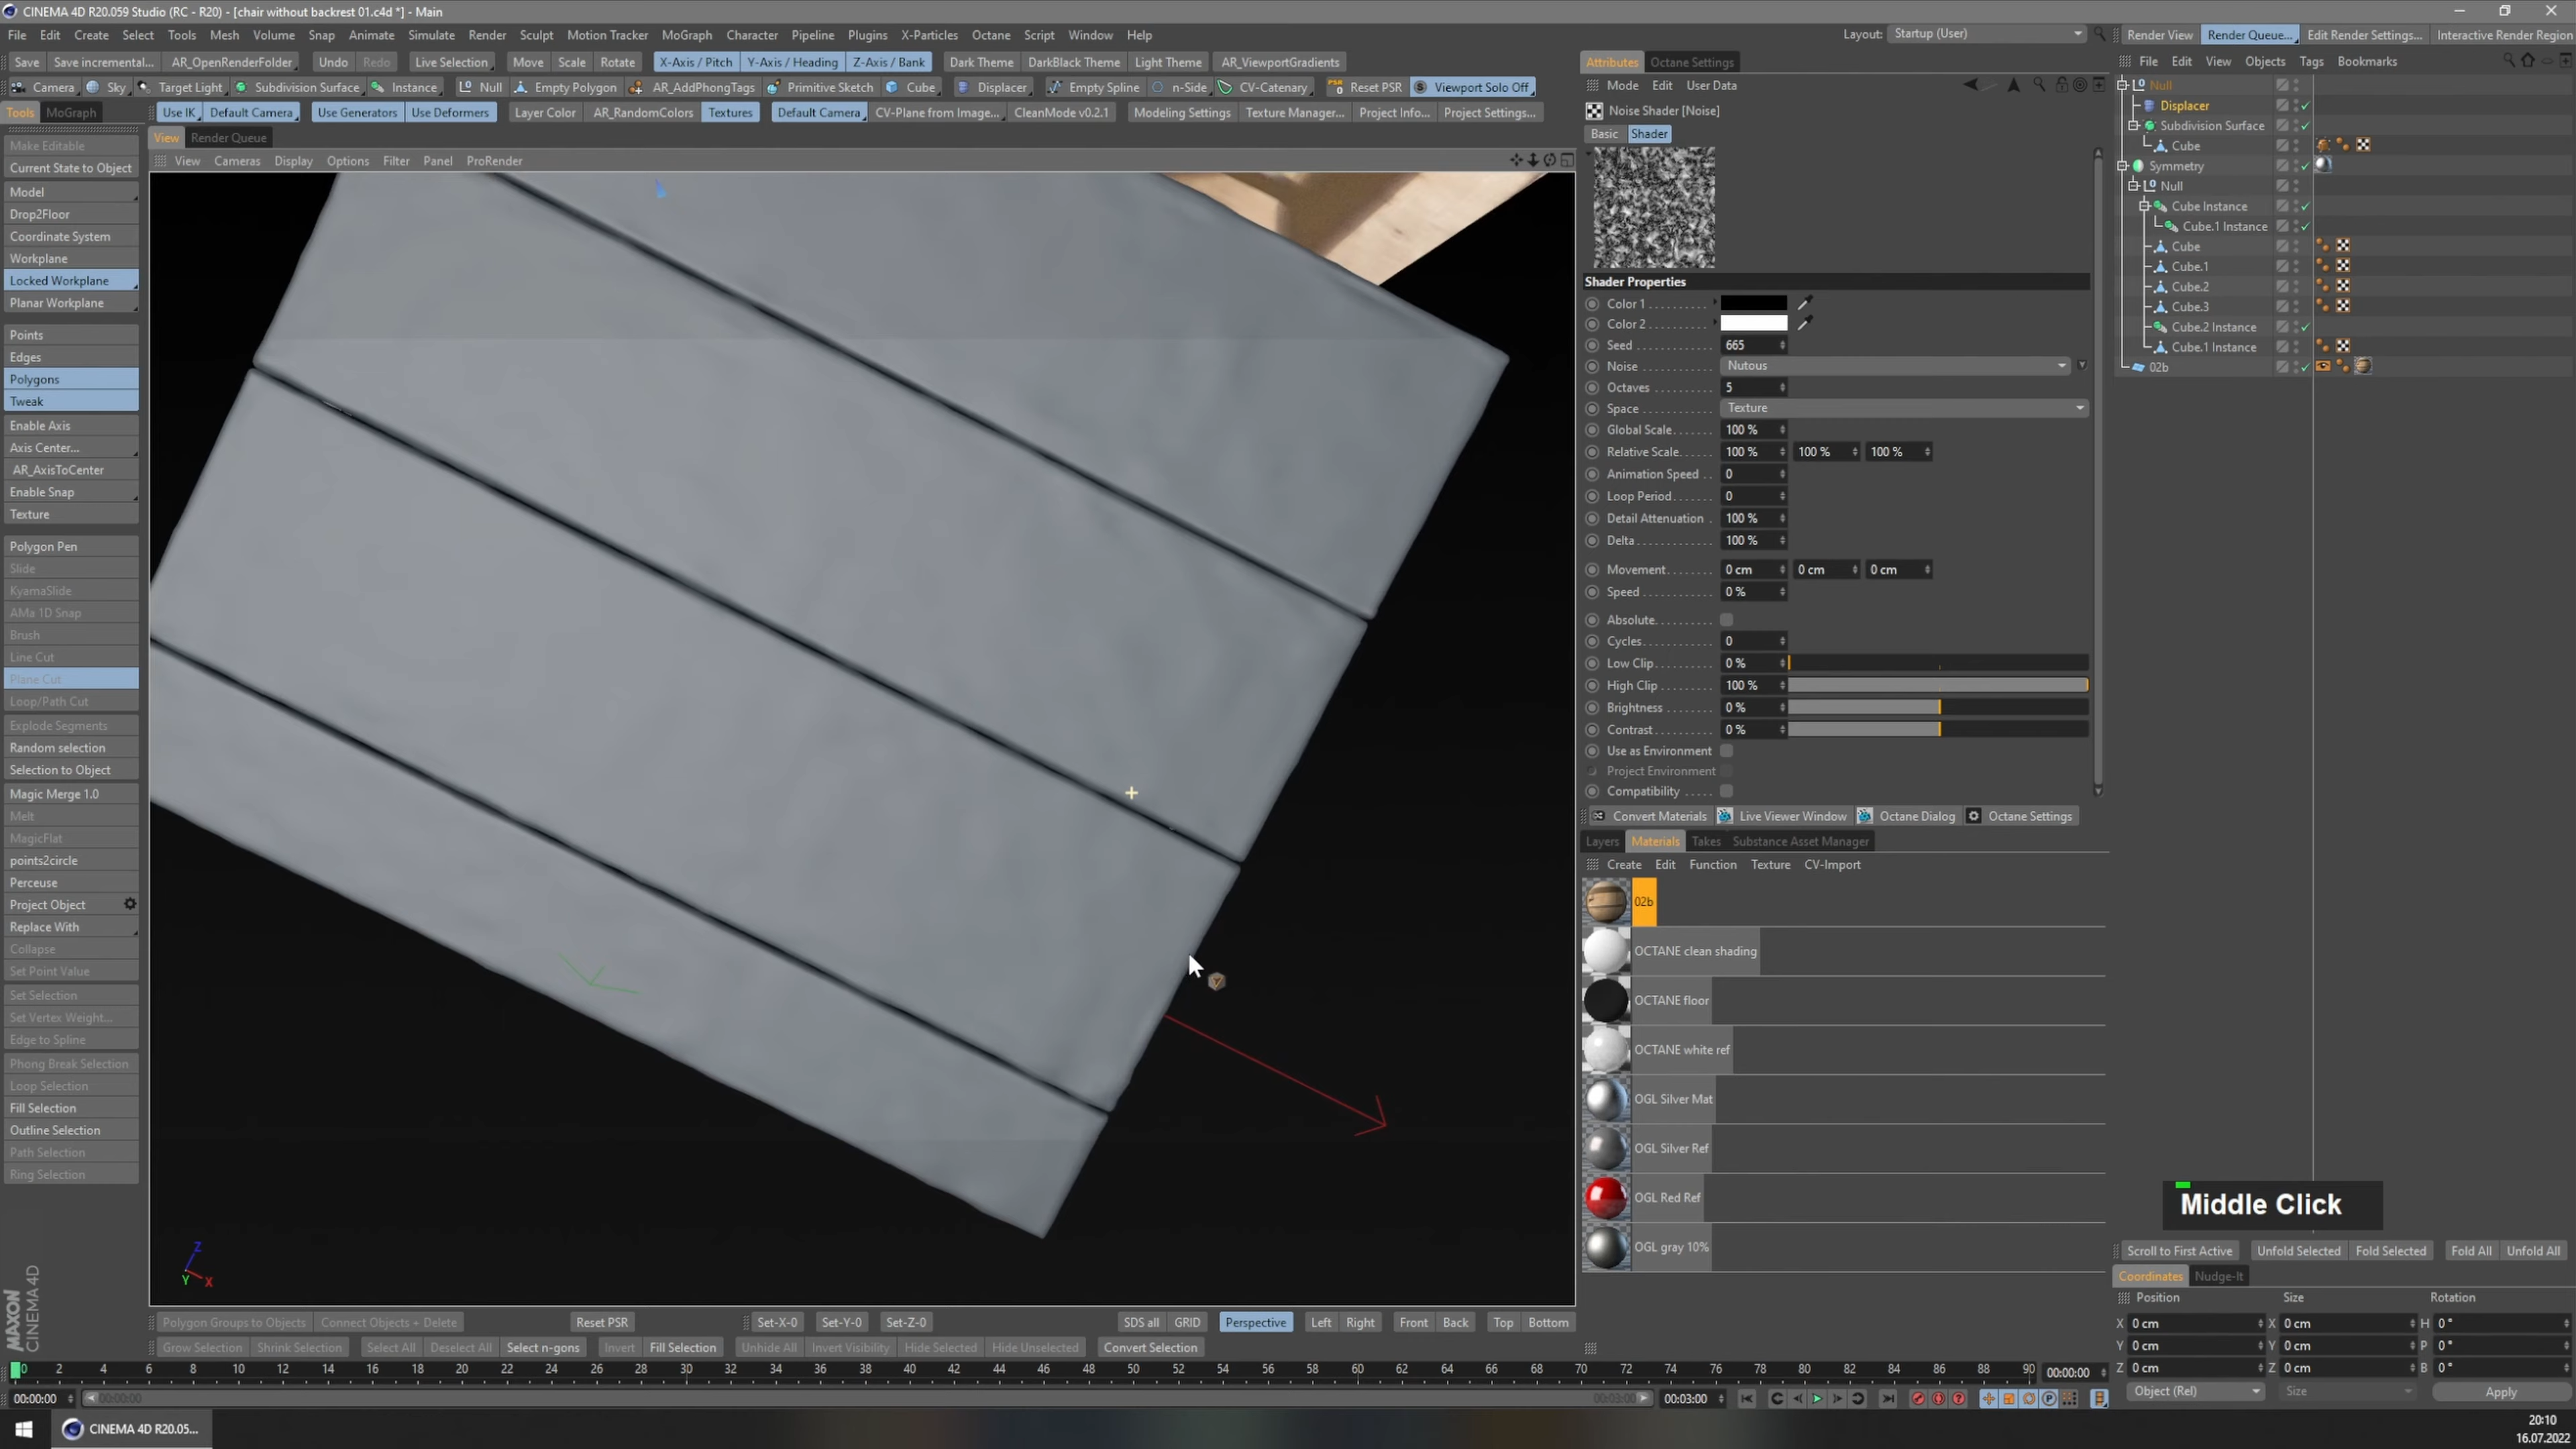 CINEMA 4D R20.059 Studio (RC - R20) - [chair without backrest 01.c4d *] - Main
File Edit Create Select Tools Mesh Volume Snap Animate Simulate Render Sculpt Motion Tracker MoGraph Character Pipeline Plugins X-Particles Octane Script Window Help Layout: Startup (User) Render View Render Queue... Edit Render Settings... Interactive Render Region
Save Save incremental... AR_OpenRenderFolder Undo Redo Live Selection Move Scale Rotate X-Axis / Pitch Y-Axis / Heading Z-Axis / Bank Dark Theme DarkBlack Theme Light Theme AR_ViewportGradients Attributes Octane Settings File Edit View Objects Tags Bookmarks
Camera Sky Target Light Subdivision Surface Instance Null Empty Polygon AR_AddPhongTags Primitive Sketch Cube Displacer Empty Spline n-Side CV-Catenary Reset PSR Viewport Solo Off Mode Edit User Data
Tools MoGraph Use IK Default Camera Use Generators Use Deformers Layer Color AR_RandomColors Textures Default Camera CV-Plane from Image... CleanMode v0.2.1 Modeling Settings Texture Manager... Project Info... Project Settings... Noise Shader [Noise]
View Render Queue Basic Shader
View Cameras Display Options Filter Panel ProRender
Make Editable
Current State to Object
Model
Drop2Floor
Coordinate System
Workplane
Locked Workplane
Planar Workplane
Points
Edges
Polygons
Tweak
Enable Axis
Axis Center...
AR_AxisToCenter
Enable Snap
Texture
Polygon Pen
Slide
KyamaSlide
AMa 1D Snap
Brush
Line Cut
Plane Cut
Loop/Path Cut
Explode Segments
Random selection
Selection to Object
Magic Merge 1.0
Melt
MagicFlat
points2circle
Perceuse
Project Object
Replace With
Collapse
Set Point Value
Set Selection
Set Vertex Weight...
Edge to Spline
Phong Break Selection
Loop Selection
Fill Selection
Outline Selection
Path Selection
Ring Selection
MAXON
CINEMA 4D
Z
Y X
Shader Properties
Color 1
Color 2
Seed 665
Noise Nutous
Octaves 5
Space Texture
Global Scale 100 %
Relative Scale 100 % 100 % 100 %
Animation Speed 0
Loop Period 0
Detail Attenuation 100 %
Delta 100 %
Movement 0 cm 0 cm 0 cm
Speed 0 %
Absolute
Cycles 0
Low Clip 0 %
High Clip 100 %
Brightness 0 %
Contrast 0 %
Use as Environment
Project Environment
Compatibility
Convert Materials Live Viewer Window Octane Dialog Octane Settings
Layers Materials Takes Substance Asset Manager
Create Edit Function Texture CV-Import
02b
OCTANE clean shading
OCTANE floor
OCTANE white ref
OGL Silver Mat
OGL Silver Ref
OGL Red Ref
OGL gray 10%
Null
Displacer
Subdivision Surface
Cube
Symmetry
Null
Cube Instance
Cube.1 Instance
Cube
Cube.1
Cube.2
Cube.3
Cube.2 Instance
Cube.1 Instance
02b
Middle Click
Scroll to First Active Unfold Selected Fold Selected Fold All Unfold All
Coordinates Nudge-It
Position Size Rotation
X 0 cm X 0 cm H 0 °
Y 0 cm Y 0 cm P 0 °
Z 0 cm Z 0 cm B 0 °
Object (Rel) Size Apply
Polygon Groups to Objects Connect Objects + Delete Reset PSR Set-X-0 Set-Y-0 Set-Z-0 SDS all GRID Perspective Left Right Front Back Top Bottom
Grow Selection Shrink Selection Select All Deselect All Select n-gons Invert Fill Selection Unhide All Invert Visibility Hide Selected Hide Unselected Convert Selection
0 2 4 6 8 10 12 14 16 18 20 22 24 26 28 30 32 34 36 38 40 42 44 46 48 50 52 54 56 58 60 62 64 66 68 70 72 74 76 78 80 82 84 86 88 90 00:00:00
00:00:00 00:00:00 00:03:00 00:03:00
CINEMA 4D R20.05...
20:10
16.07.2022